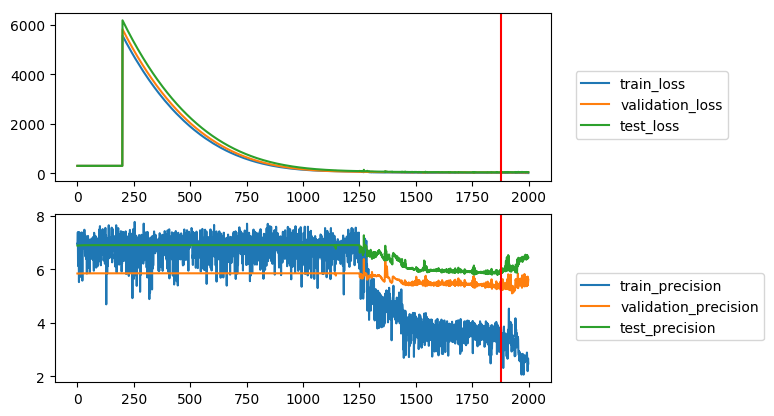 6000
4000
2000
0
0 250 500 750 1000 1250 1500 1750 2000
train_loss
validation_loss
test_loss
8
6
4
2
0 250 500 750 1000 1250 1500 1750 2000
train_precision
validation_precision
test_precision